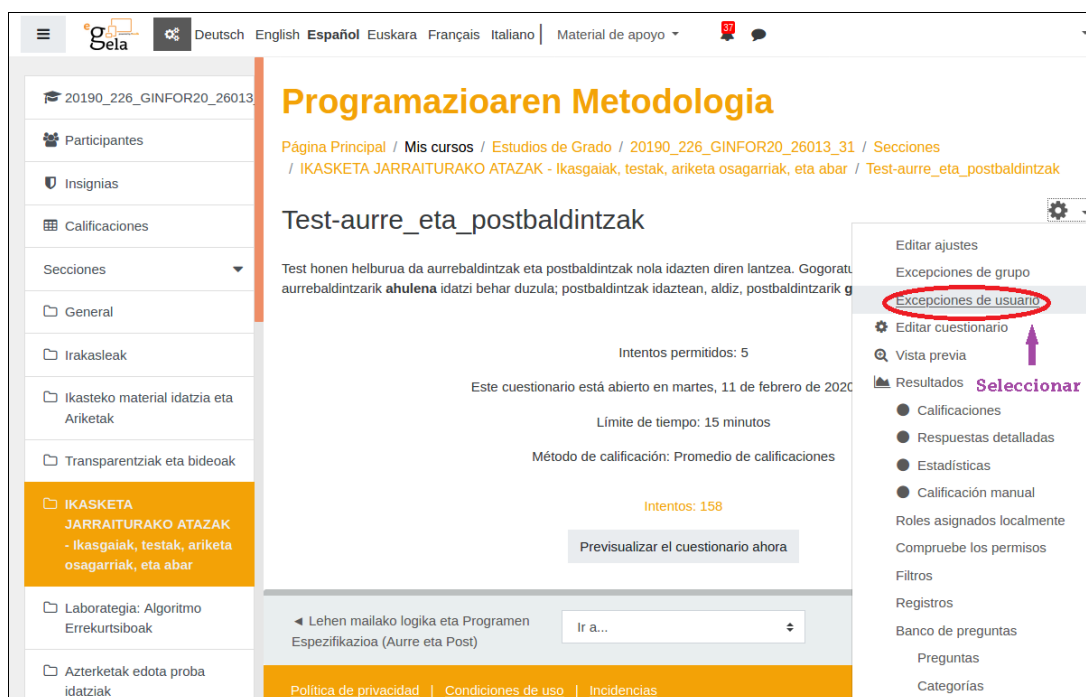 eGela
Deutsch English Español Euskara Français Italiano Material de apoyo
37
20190_226_GINFOR20_26013_
Participantes
Insignias
Calificaciones
Secciones
General
Irakasleak
Ikasteko material idatzia eta
Ariketak
Transparentziak eta bideoak
IKASKETA
JARRAITURAKO ATAZAK
- Ikasgaiak, testak, ariketa
osagarriak, eta abar
Laborategia: Algoritmo
Errekurtsiboak
Azterketak edota proba
idatziak
Programazioaren Metodologia
Página Principal / Mis cursos / Estudios de Grado / 20190_226_GINFOR20_26013_31 / Secciones
/ IKASKETA JARRAITURAKO ATAZAK - Ikasgaiak, testak, ariketa osagarriak, eta abar / Test-aurre_eta_postbaldintzak
Test-aurre_eta_postbaldintzak
Test honen helburua da aurrebaldintzak eta postbaldintzak nola idazten diren lantzea. Gogoratu
aurrebaldintzarik ahulena idatzi behar duzula; postbaldintzak idaztean, aldiz, postbaldintzarik g
Intentos permitidos: 5
Este cuestionario está abierto en martes, 11 de febrero de 2020
Límite de tiempo: 15 minutos
Método de calificación: Promedio de calificaciones
Intentos: 158
Previsualizar el cuestionario ahora
◄ Lehen mailako logika eta Programen
Espezifikazioa (Aurre eta Post)
Ir a...
Política de privacidad | Condiciones de uso | Incidencias
Editar ajustes
Excepciones de grupo
Excepciones de usuario
Editar cuestionario
Vista previa
Resultados
Seleccionar
Calificaciones
Respuestas detalladas
Estadísticas
Calificación manual
Roles asignados localmente
Compruebe los permisos
Filtros
Registros
Banco de preguntas
Preguntas
Categorías